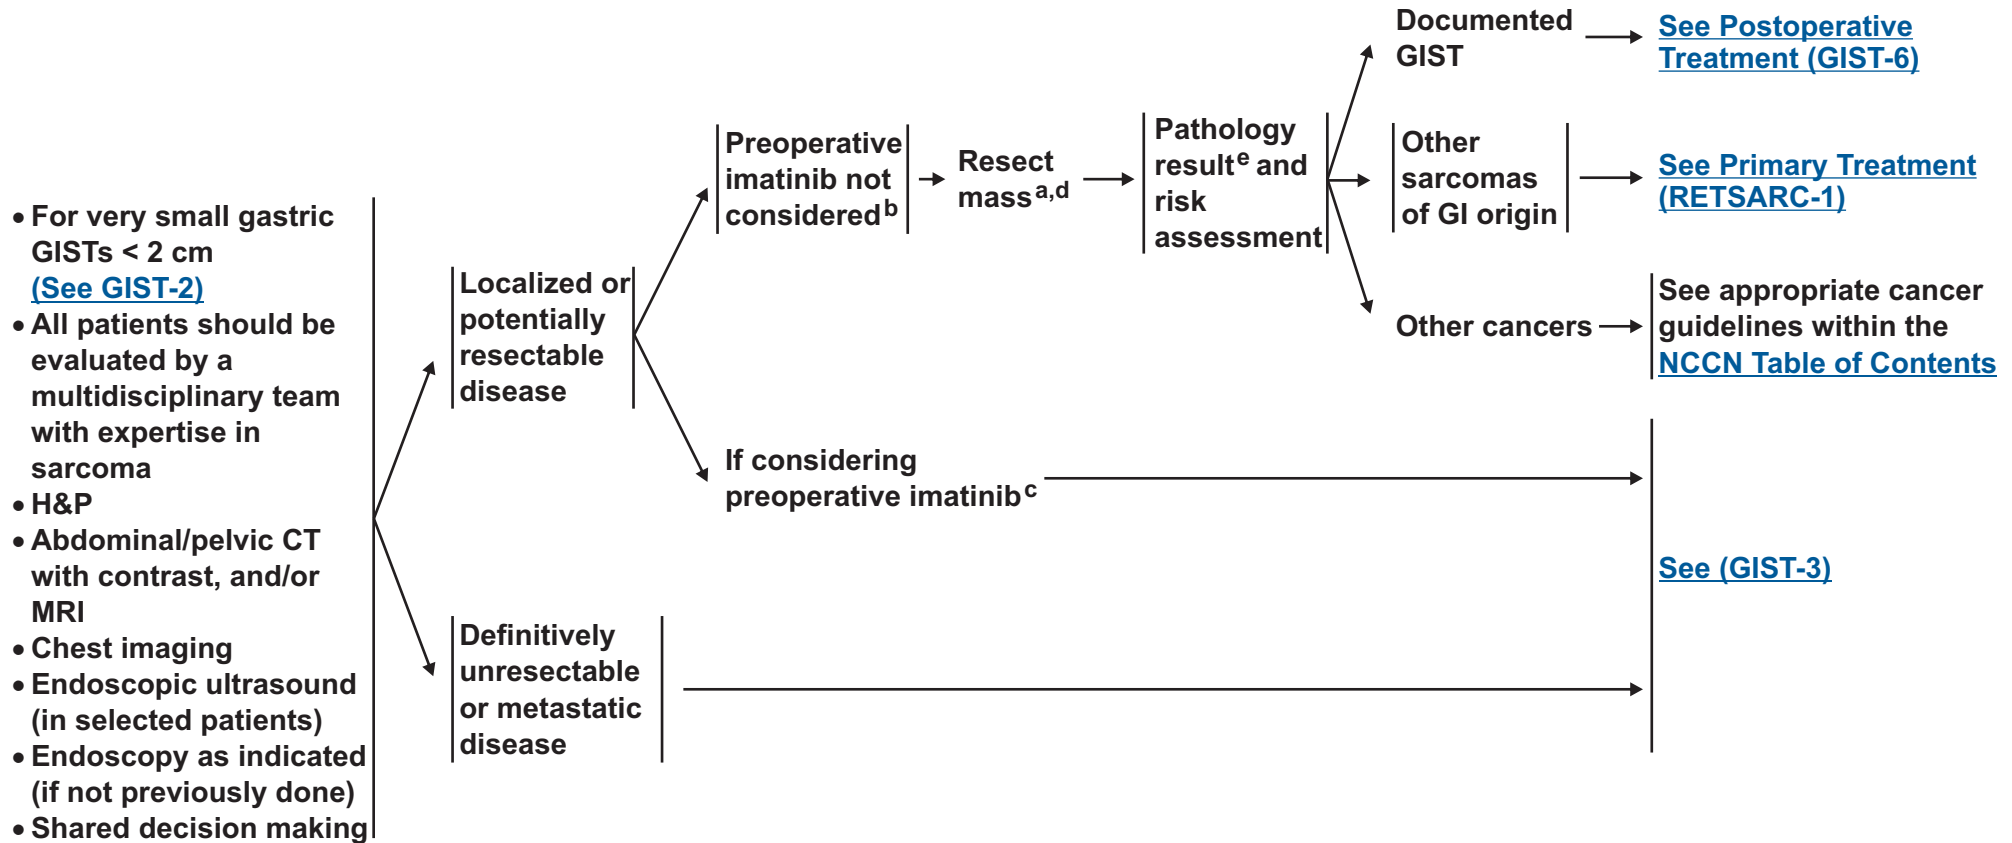 • For very small gastric
GISTs < 2 cm
(See GIST-2)
• All patients should be
evaluated by a
multidisciplinary team
with expertise in
sarcoma
• H&P
• Abdominal/pelvic CT
with contrast, and/or
MRI
• Chest imaging
• Endoscopic ultrasound
(in selected patients)
• Endoscopy as indicated
(if not previously done)
• Shared decision making
Localized or
potentially
resectable
disease
Definitively
unresectable
or metastatic
disease
Preoperative
imatinib not
considered b
If considering
preoperative imatinib c
Resect
mass a,d
Pathology
result e and
risk
assessment
Documented
GIST
Other
sarcomas
of GI origin
Other cancers
See Postoperative
Treatment (GIST-6)
See Primary Treatment
(RETSARC-1)
See appropriate cancer
guidelines within the
NCCN Table of Contents
See (GIST-3)